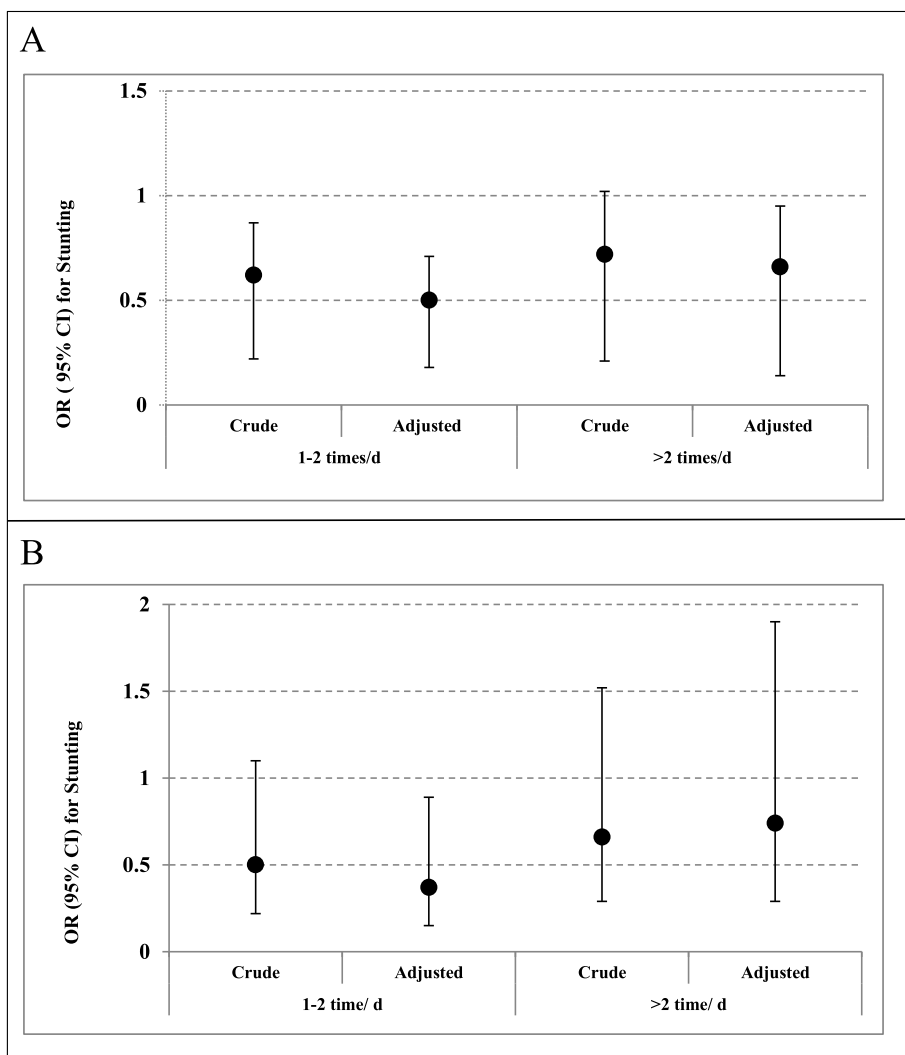 A
1.5
1
0.5
0
OR ( 95% CI) for Stunting
Crude Adjusted Crude Adjusted
1-2 times/d >2 times/d
B
2
1.5
1
0.5
0
OR (95% CI) for Stunting
Crude Adjusted Crude Adjusted
1-2 time/ d >2 time/ d